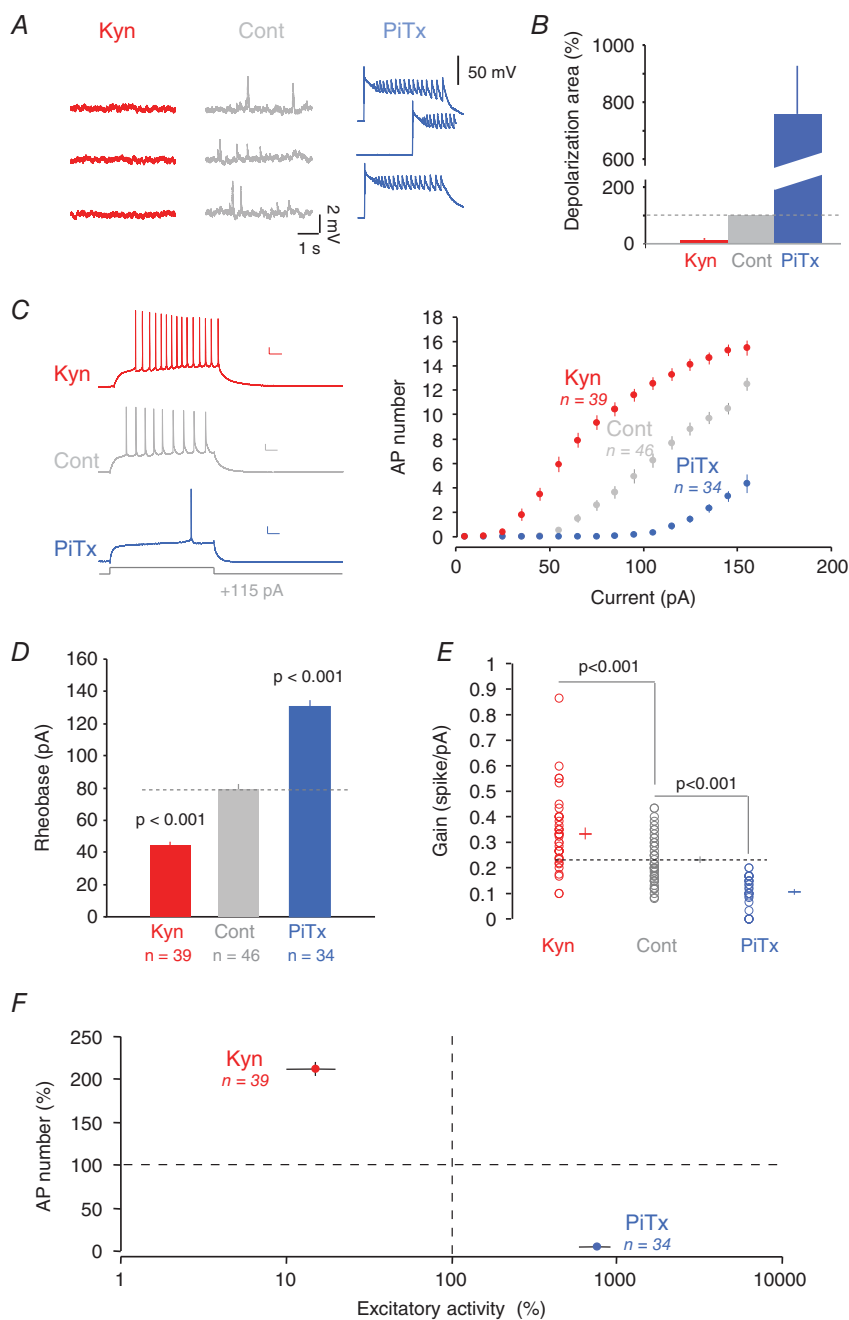 A
Kyn
Cont
PiTx
50 mV
2 mV
1 s
B
Depolarization area (%)
1000
800
600
200
0
Kyn
Cont
PiTx
C
Kyn
Cont
PiTx
+115 pA
AP number
18
16
14
12
10
8
6
4
2
0
Kyn
n = 39
Cont
n = 46
PiTx
n = 34
0
50
100
150
200
Current (pA)
D
Rheobase (pA)
160
140
120
100
80
60
40
20
0
p < 0.001
p < 0.001
Kyn
Cont
PiTx
n = 39
n = 46
n = 34
E
Gain (spike/pA)
1
0.9
0.8
0.7
0.6
0.5
0.4
0.3
0.2
0.1
0
p<0.001
p<0.001
Kyn
Cont
PiTx
F
AP number (%)
250
200
150
100
50
0
Kyn
n = 39
PiTx
n = 34
1
10
100
1000
10000
Excitatory activity (%)